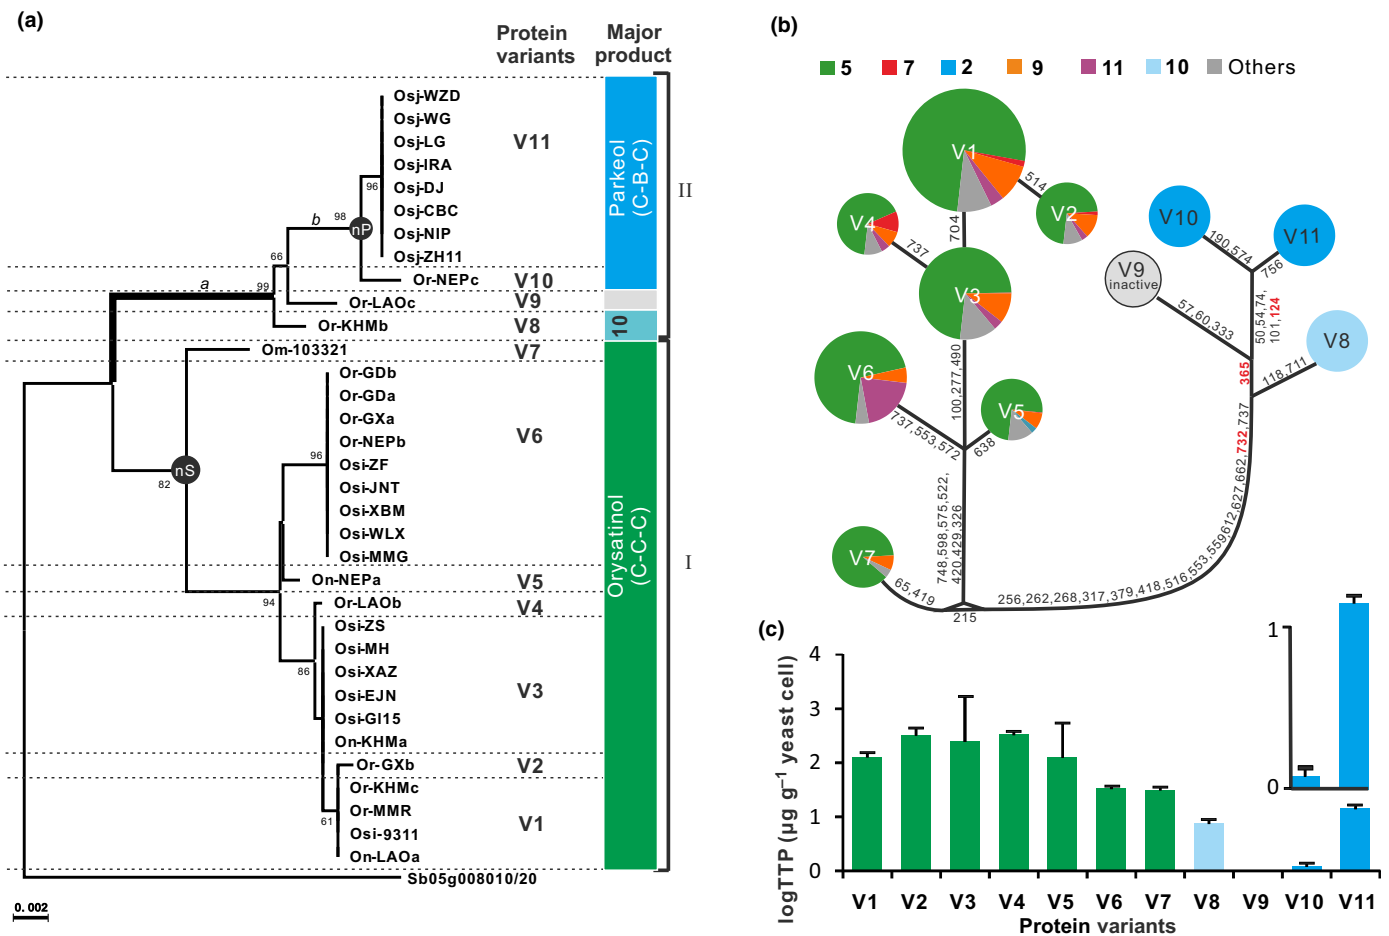 (a)
Protein variants
Major product
Osj-WZD
Osj-WG
Osj-LG
Osj-IRA
Osj-DJ
Osj-CBC
Osj-NIP
Osj-ZH11
Or-NEPc
Or-LAOc
Or-KHMb
Om-103321
Or-GDb
Or-GDa
Or-GXa
Or-NEPb
Osi-ZF
Osi-JNT
Osi-XBM
Osi-WLX
Osi-MMG
On-NEPa
Or-LAOb
Osi-ZS
Osi-MH
Osi-XAZ
Osi-EJN
Osi-GI15
On-KHMa
Or-GXb
Or-KHMc
Or-MMR
Osi-9311
On-LAOa
Sb05g008010/20
V11
V10
V9
V8
V7
V6
V5
V4
V3
V2
V1
Parkeol (C-B-C)
10
Orysatinol (C-C-C)
II
I
96
98
b
nP
66
a
99
nS
82
96
94
86
61
0.002
(b)
5 7 2 9 11 10 Others
V1
514
V2
V4
737
704
V3
V6
737,553,572
100,277,490
V5
638
748,598,575,522,
420,429,326
V7
65,419
215
256,262,268,317,379,418,516,553,559,612,627,662,732,737
365
118,711
V8
V9
inactive
57,60,333
50,54,74,
101,124
V10
190,574
V11
756
(c)
logTTP (µg g⁻¹ yeast cell)
4
3
2
1
0
1
0
V1 V2 V3 V4 V5 V6 V7 V8 V9 V10 V11
Protein variants